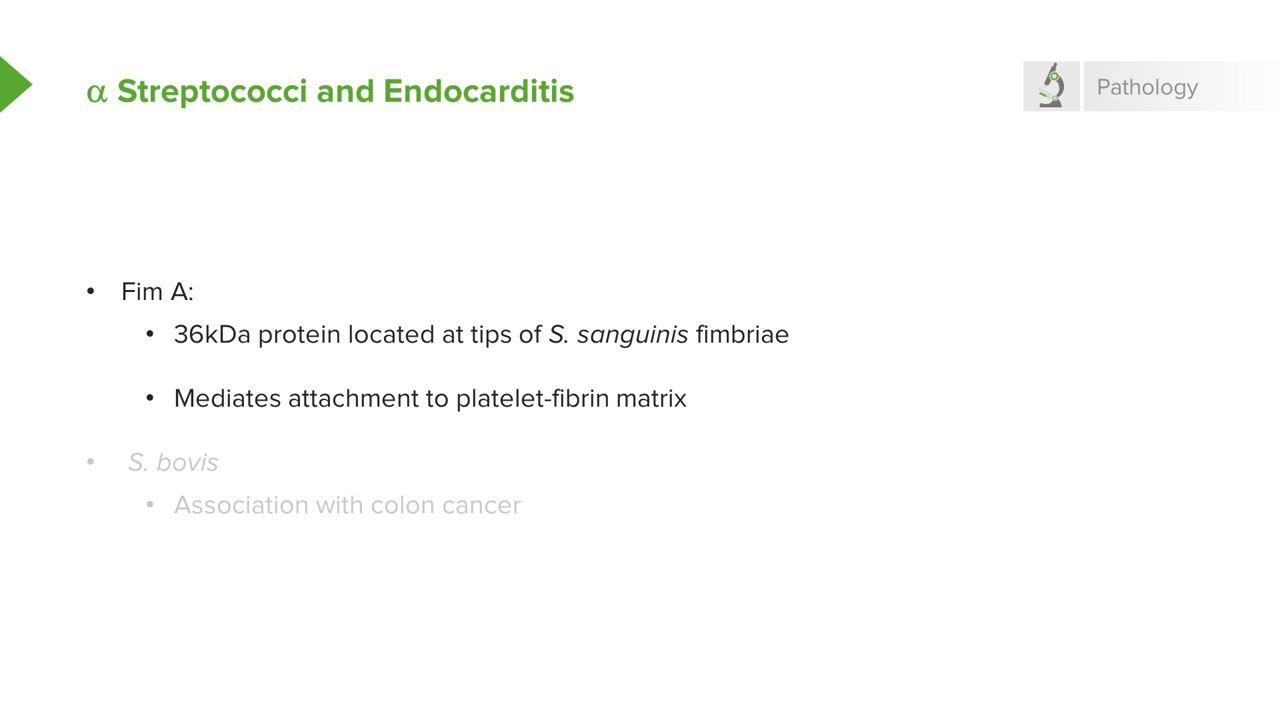 α Streptococci and Endocarditis
Pathology
• Fim A:
• 36kDa protein located at tips of S. sanguinis fimbriae
• Mediates attachment to platelet-fibrin matrix
• S. bovis
• Association with colon cancer